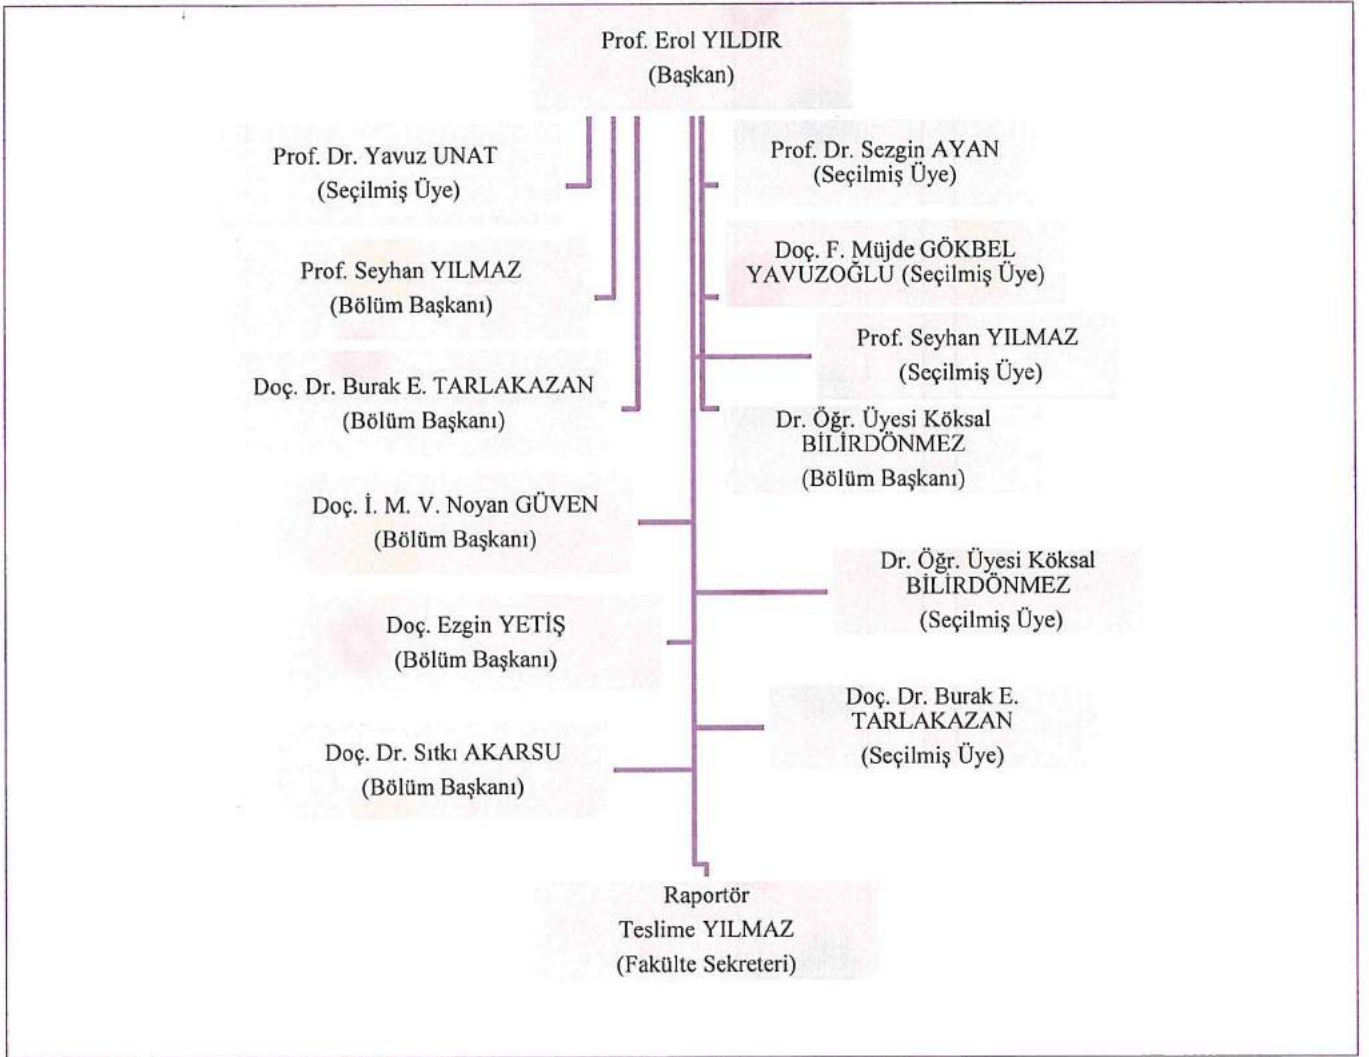 Prof. Erol YILDIR
(Başkan)
Prof. Dr. Yavuz UNAT
(Seçilmiş Üye)
Prof. Dr. Sezgin AYAN
(Seçilmiş Üye)
Prof. Seyhan YILMAZ
(Bölüm Başkanı)
Doç. F. Müjde GÖKBEL
YAVUZOĞLU (Seçilmiş Üye)
Prof. Seyhan YILMAZ
(Seçilmiş Üye)
Doç. Dr. Burak E. TARLAKAZAN
(Bölüm Başkanı)
Dr. Öğr. Üyesi Köksal
BİLİRDÖNMEZ
(Bölüm Başkanı)
Doç. İ. M. V. Noyan GÜVEN
(Bölüm Başkanı)
Dr. Öğr. Üyesi Köksal
BİLİRDÖNMEZ
(Seçilmiş Üye)
Doç. Ezgin YETİŞ
(Bölüm Başkanı)
Doç. Dr. Burak E.
TARLAKAZAN
(Seçilmiş Üye)
Doç. Dr. Sıtkı AKARSU
(Bölüm Başkanı)
Raportör
Teslime YILMAZ
(Fakülte Sekreteri)